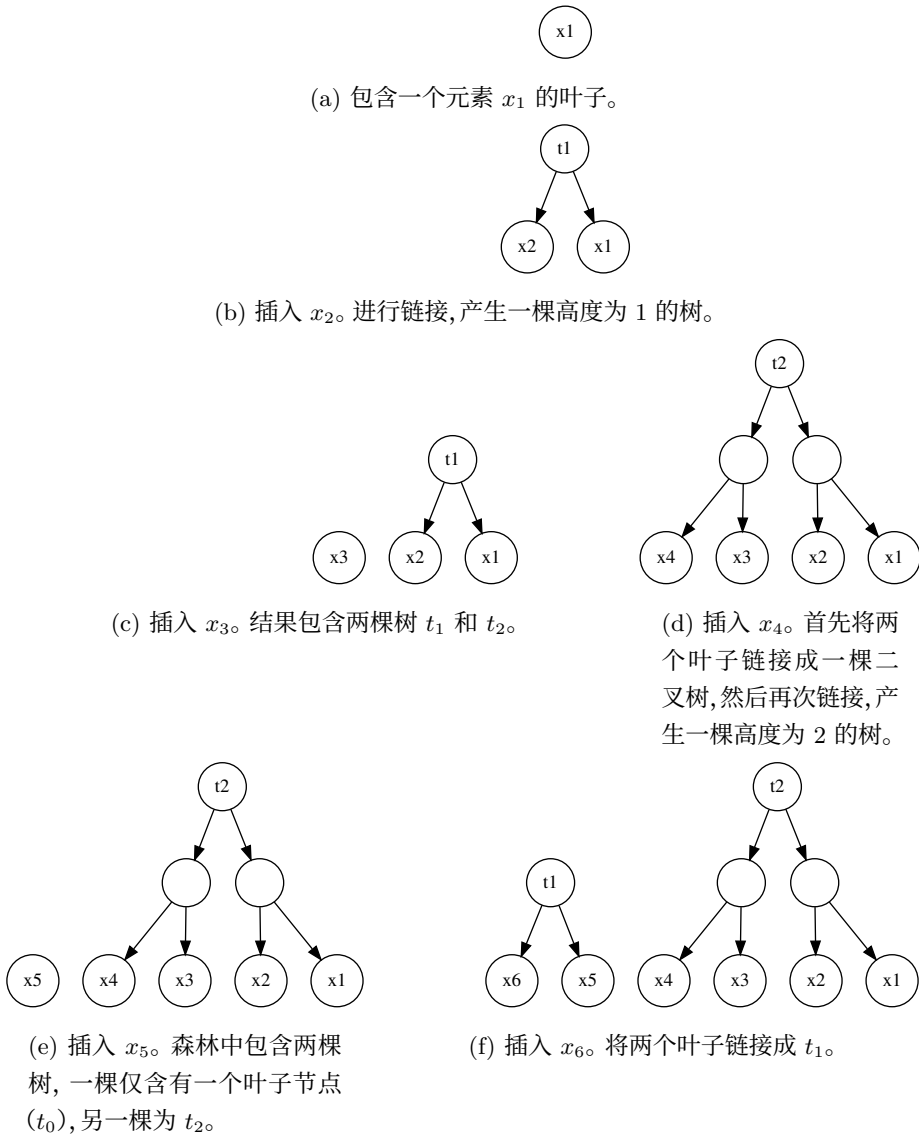 x1
(a) 包含一个元素 x₁ 的叶子。
t1
x2 x1
(b) 插入 x₂。进行链接,产生一棵高度为 1 的树。
t2
t1
x3 x2 x1
x4 x3 x2 x1
(c) 插入 x₃。结果包含两棵树 t₁ 和 t₂。
(d) 插入 x₄。首先将两
个叶子链接成一棵二
叉树,然后再次链接,产
生一棵高度为 2 的树。
t2
x5 x4 x3 x2 x1
t2
t1
x6 x5 x4 x3 x2 x1
(e) 插入 x₅。森林中包含两棵
树, 一棵仅含有一个叶子节点
(t₀),另一棵为 t₂。
(f) 插入 x₆。将两个叶子链接成 t₁。